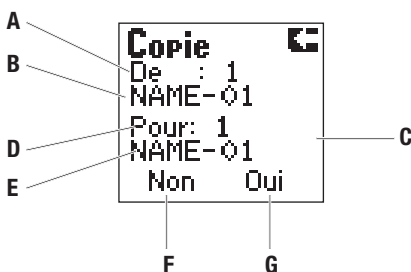 A
B
D
E
Copie
De : 1
NAME-01
Pour: 1
NAME-01
Non Oui
C
F G